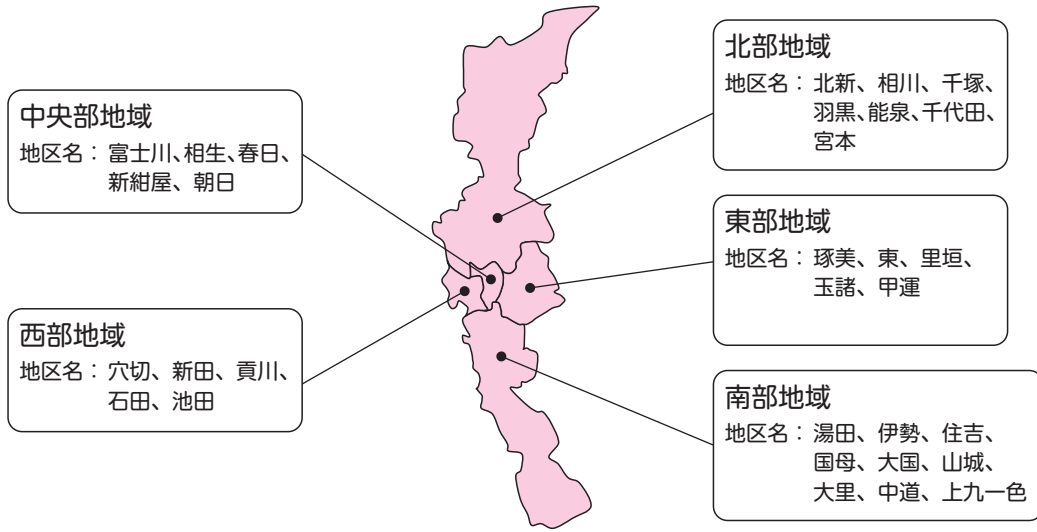 中央部地域
地区名：富士川、相生、春日、
新紺屋、朝日
西部地域
地区名：穴切、新田、貢川、
石田、池田
北部地域
地区名：北新、相川、千塚、
羽黒、能泉、千代田、
宮本
東部地域
地区名：琢美、東、里垣、
玉諸、甲運
南部地域
地区名：湯田、伊勢、住吉、
国母、大国、山城、
大里、中道、上九一色